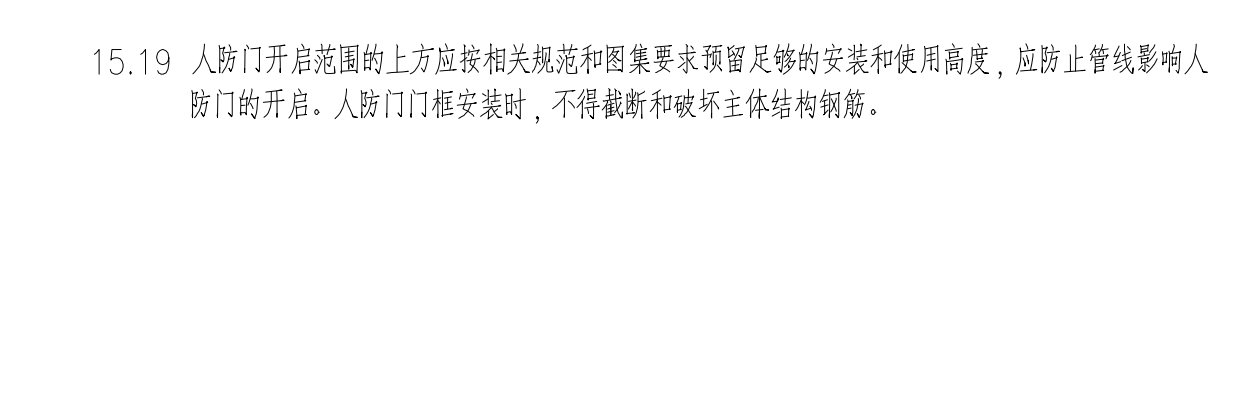 15.19 人防门开启范围的上方应按相关规范和图集要求预留足够的安装和使用高度，应防止管线影响人
防门的开启。人防门门框安装时，不得截断和破坏主体结构钢筋。